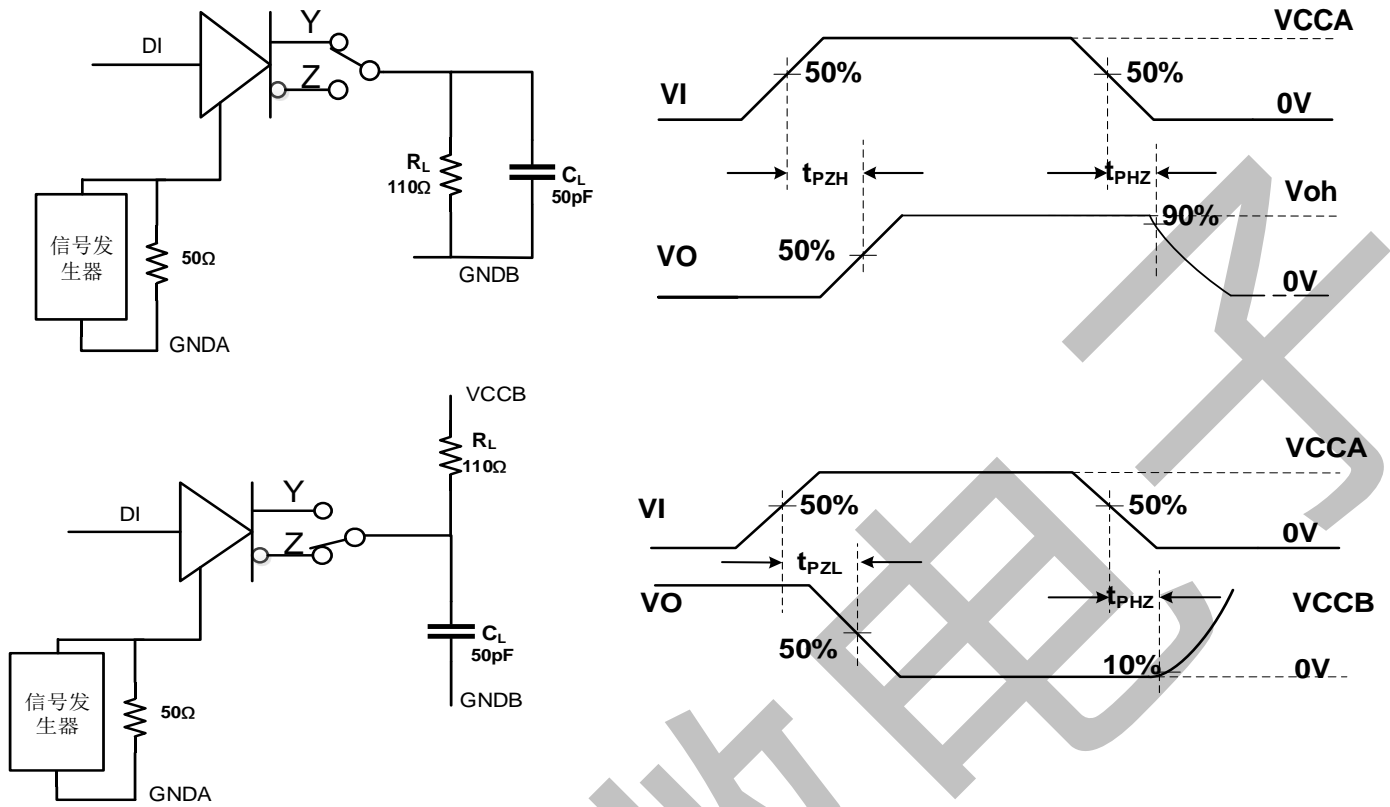 Y
DI
Z
RL
110Ω
CL
50pF
信号发
生器
50Ω
GNDB
GNDA
VCCA
50%
50%
VI
0V
tPZH
tPHZ
Voh
90%
50%
VO
0V
VCCB
RL
110Ω
Y
DI
Z
CL
50pF
信号发
生器
50Ω
GNDB
GNDA
VCCA
50%
50%
VI
0V
tPZL
VO
tPHZ
VCCB
50%
10%
0V